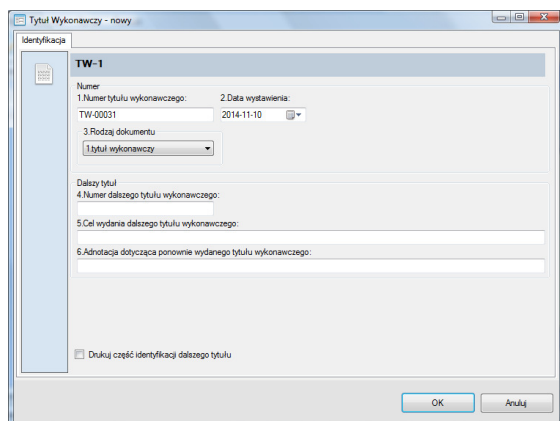 Tytuł Wykonawczy - nowy
Identyfikacja
TW-1
Numer
1.Numer tytułu wykonawczego: 2.Data wystawienia:
TW-00031 2014-11-10
3.Rodzaj dokumentu
1.tytuł wykonawczy
Dalszy tytuł
4.Numer dalszego tytułu wykonawczego:
5.Cel wydania dalszego tytułu wykonawczego:
6.Adnotacja dotycząca ponownie wydanego tytułu wykonawczego:
Drukuj część identyfikacji dalszego tytułu
OK Anuluj